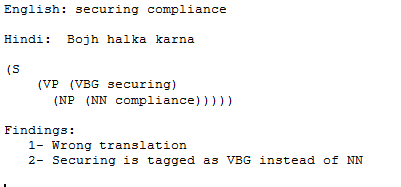 English: securing compliance
Hindi:  Bojh halka karna
(S
    (VP (VBG securing)
      (NP (NN compliance)))))
Findings:
   1- Wrong translation
   2- Securing is tagged as VBG instead of NN
.